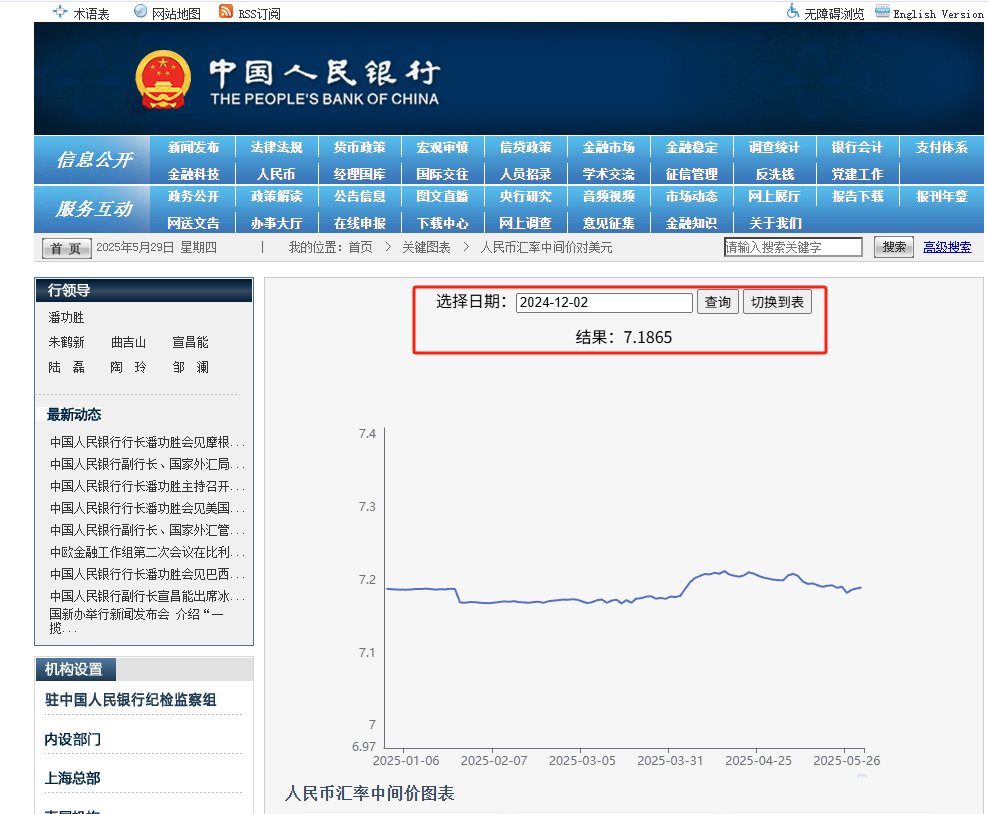 术语表 网站地图 RSS订阅 无障碍浏览 English Version
中国人民银行
THE PEOPLE'S BANK OF CHINA
信息公开
新闻发布 法律法规 货币政策 宏观审慎 信贷政策 金融市场 金融稳定 调查统计 银行会计 支付体系
金融科技 人民币 经理国库 国际交往 人员招录 学术交流 征信管理 反洗钱 党建工作
服务互动
政务公开 政策解读 公告信息 图文直播 央行研究 音频视频 市场动态 网上展厅 报告下载 报刊年鉴
网送文告 办事大厅 在线申报 下载中心 网上调查 意见征集 金融知识 关于我们
首 页 2025年5月29日 星期四 | 我的位置：首页 > 关键图表 > 人民币汇率中间价对美元 请输入搜索关键字 搜索 高级搜索
行领导
潘功胜
朱鹤新 曲吉山 宣昌能
陆 磊 陶 玲 邹 澜
最新动态
中国人民银行行长潘功胜会见摩根...
中国人民银行副行长、国家外汇局...
中国人民银行行长潘功胜主持召开...
中国人民银行行长潘功胜会见美国...
中国人民银行副行长、国家外汇管...
中欧金融工作组第二次会议在比利...
中国人民银行行长潘功胜会见巴西...
中国人民银行副行长宣昌能出席冰...
国新办举行新闻发布会 介绍“一
揽...
机构设置
驻中国人民银行纪检监察组
内设部门
上海总部
选择日期： 2024-12-02 查询 切换到表
结果：7.1865
7.4
7.3
7.2
7.1
7
6.97
2025-01-06 2025-02-07 2025-03-05 2025-03-31 2025-04-25 2025-05-26
人民币汇率中间价图表